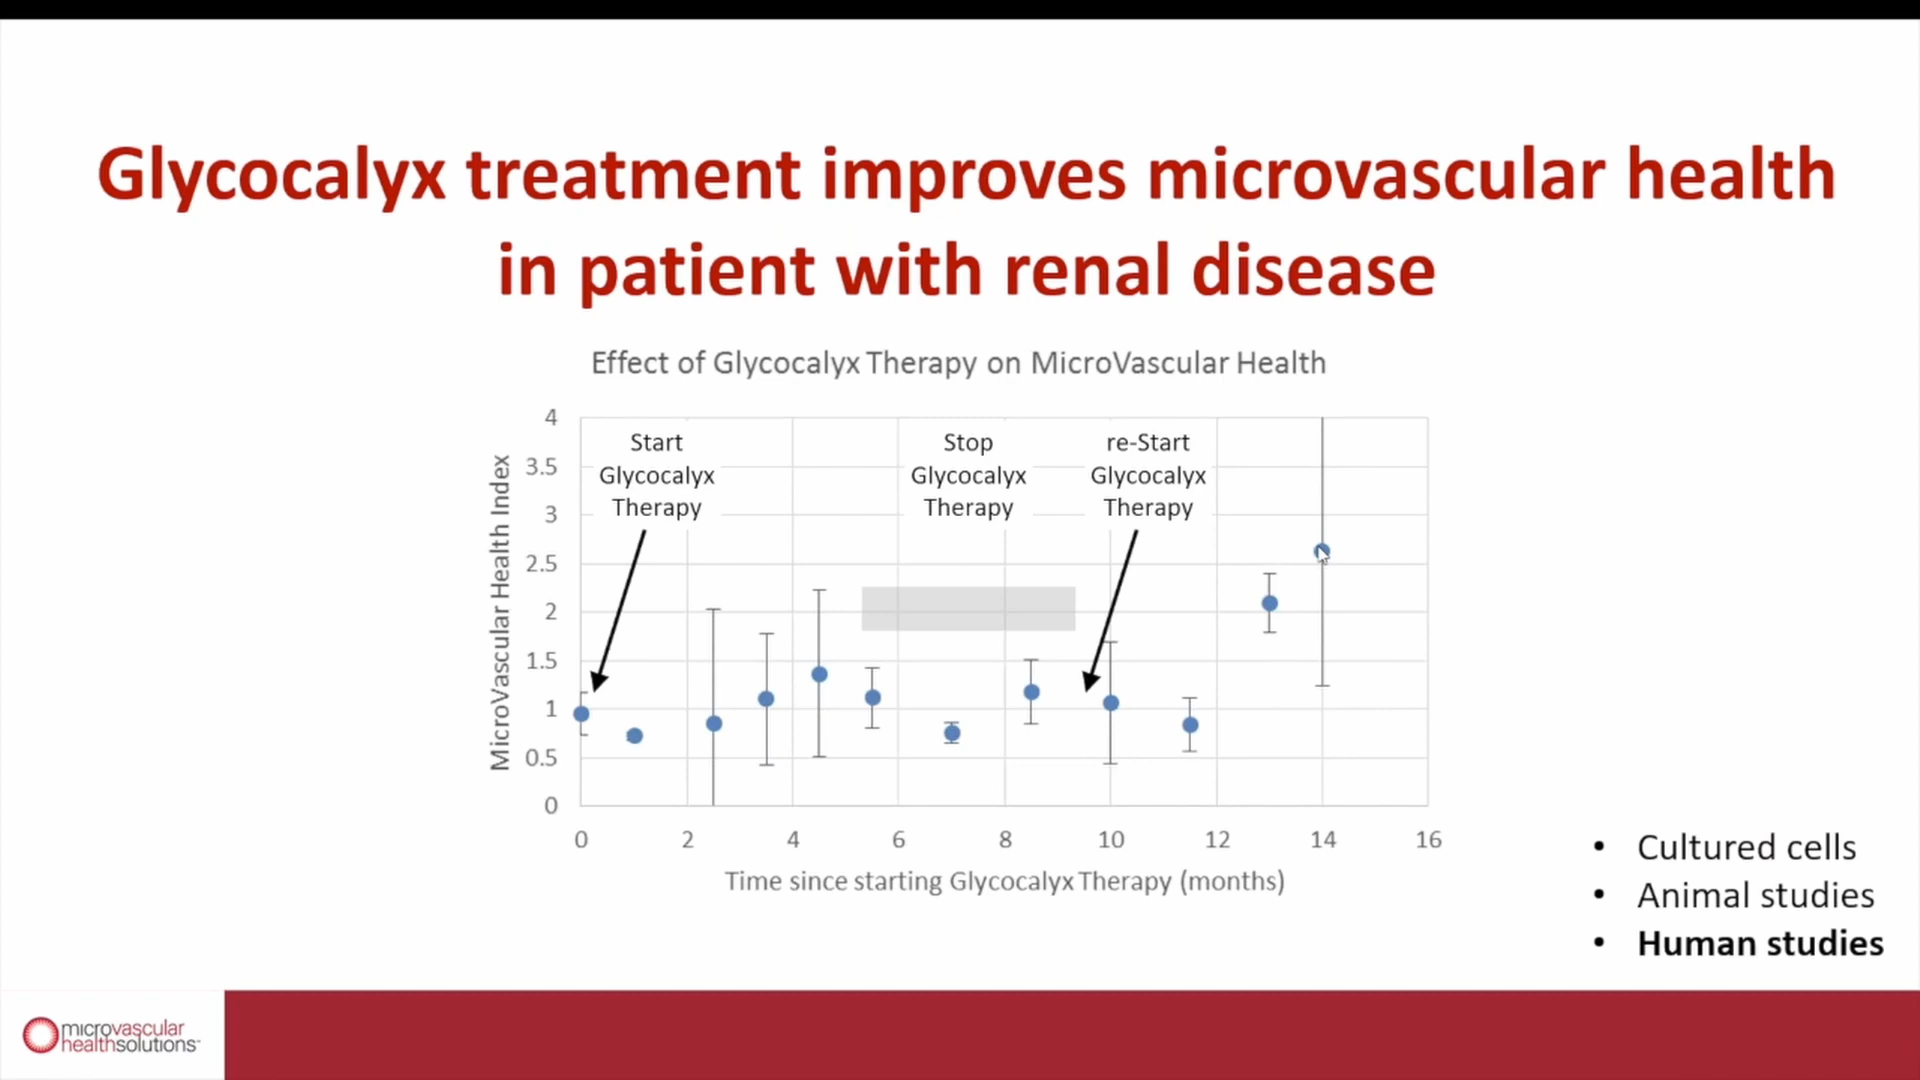 Glycocalyx treatment improves microvascular health
in patient with renal disease
Effect of Glycocalyx Therapy on MicroVascular Health
MicroVascular Health Index
4
3.5
3
2.5
2
1.5
1
0.5
0
Start
Glycocalyx
Therapy
Stop
Glycocalyx
Therapy
re-Start
Glycocalyx
Therapy
0 2 4 6 8 10 12 14 16
Time since starting Glycocalyx Therapy (months)
• Cultured cells
• Animal studies
• Human studies
microvascular
healthsolutions™